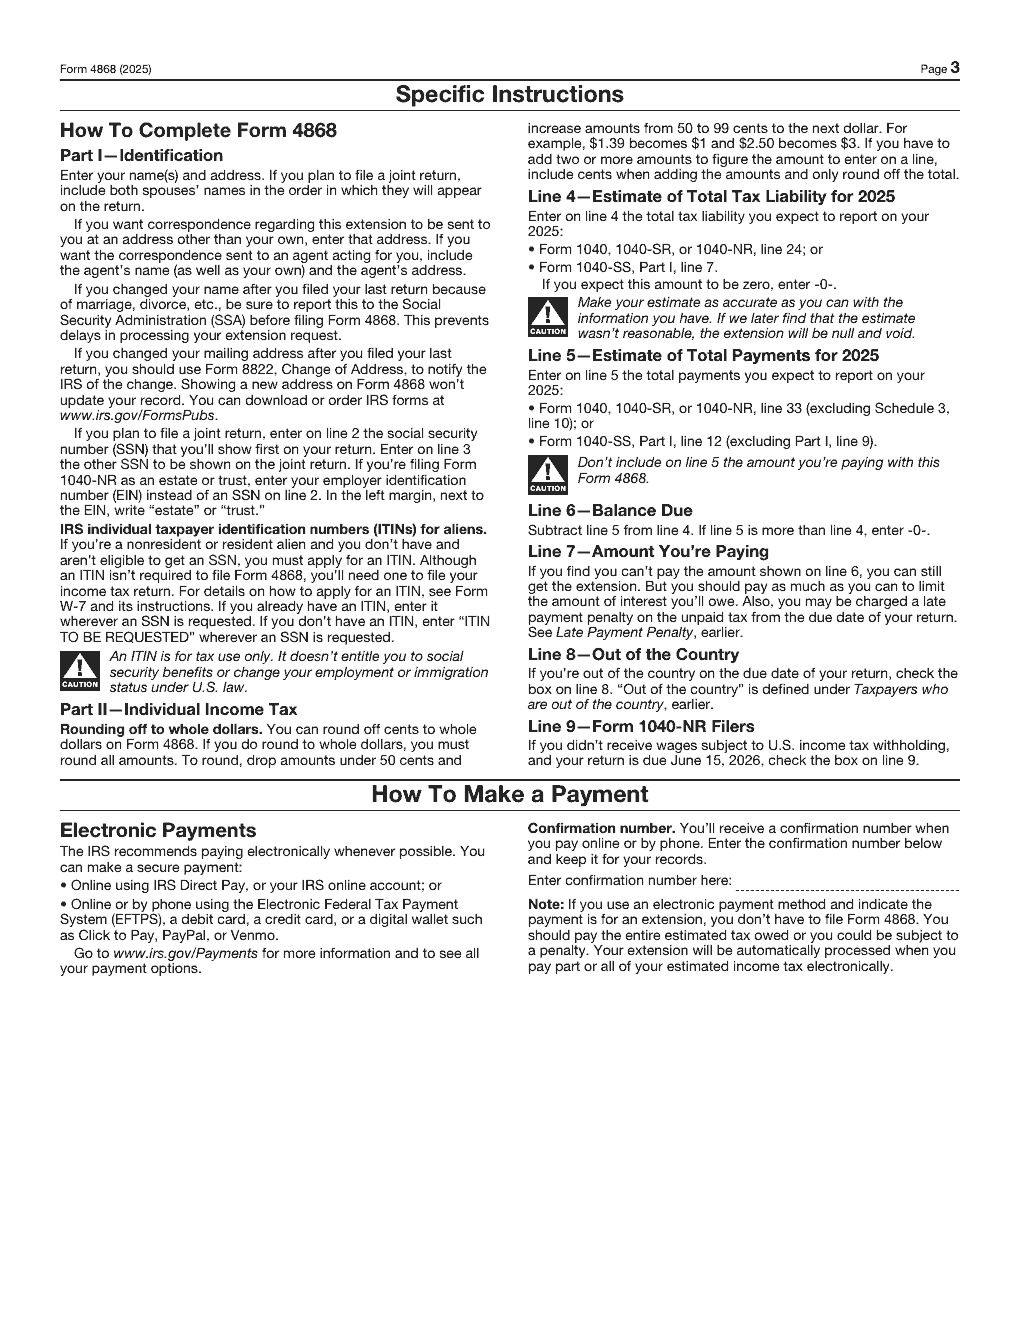 Form 4868 (2025)
Page 3
Specific Instructions
How To Complete Form 4868
Part I—Identification
Enter your name(s) and address. If you plan to file a joint return,
include both spouses’ names in the order in which they will appear
on the return.
If you want correspondence regarding this extension to be sent to
you at an address other than your own, enter that address. If you
want the correspondence sent to an agent acting for you, include
the agent’s name (as well as your own) and the agent’s address.
If you changed your name after you filed your last return because
of marriage, divorce, etc., be sure to report this to the Social
Security Administration (SSA) before filing Form 4868. This prevents
delays in processing your extension request.
If you changed your mailing address after you filed your last
return, you should use Form 8822, Change of Address, to notify the
IRS of the change. Showing a new address on Form 4868 won’t
update your record. You can download or order IRS forms at
www.irs.gov/FormsPubs.
If you plan to file a joint return, enter on line 2 the social security
number (SSN) that you’ll show first on your return. Enter on line 3
the other SSN to be shown on the joint return. If you’re filing Form
1040-NR as an estate or trust, enter your employer identification
number (EIN) instead of an SSN on line 2. In the left margin, next to
the EIN, write “estate” or “trust.”
IRS individual taxpayer identification numbers (ITINs) for aliens.
If you’re a nonresident or resident alien and you don’t have and
aren’t eligible to get an SSN, you must apply for an ITIN. Although
an ITIN isn’t required to file Form 4868, you’ll need one to file your
income tax return. For details on how to apply for an ITIN, see Form
W-7 and its instructions. If you already have an ITIN, enter it
wherever an SSN is requested. If you don’t have an ITIN, enter “ITIN
TO BE REQUESTED” wherever an SSN is requested.
CAUTION
An ITIN is for tax use only. It doesn’t entitle you to social
security benefits or change your employment or immigration
status under U.S. law.
Part II—Individual Income Tax
Rounding off to whole dollars. You can round off cents to whole
dollars on Form 4868. If you do round to whole dollars, you must
round all amounts. To round, drop amounts under 50 cents and
increase amounts from 50 to 99 cents to the next dollar. For
example, $1.39 becomes $1 and $2.50 becomes $3. If you have to
add two or more amounts to figure the amount to enter on a line,
include cents when adding the amounts and only round off the total.
Line 4—Estimate of Total Tax Liability for 2025
Enter on line 4 the total tax liability you expect to report on your
2025:
• Form 1040, 1040-SR, or 1040-NR, line 24; or
• Form 1040-SS, Part I, line 7.
If you expect this amount to be zero, enter -0-.
CAUTION
Make your estimate as accurate as you can with the
information you have. If we later find that the estimate
wasn’t reasonable, the extension will be null and void.
Line 5—Estimate of Total Payments for 2025
Enter on line 5 the total payments you expect to report on your
2025:
• Form 1040, 1040-SR, or 1040-NR, line 33 (excluding Schedule 3,
line 10); or
• Form 1040-SS, Part I, line 12 (excluding Part I, line 9).
CAUTION
Don’t include on line 5 the amount you’re paying with this
Form 4868.
Line 6—Balance Due
Subtract line 5 from line 4. If line 5 is more than line 4, enter -0-.
Line 7—Amount You’re Paying
If you find you can’t pay the amount shown on line 6, you can still
get the extension. But you should pay as much as you can to limit
the amount of interest you’ll owe. Also, you may be charged a late
payment penalty on the unpaid tax from the due date of your return.
See Late Payment Penalty, earlier.
Line 8—Out of the Country
If you’re out of the country on the due date of your return, check the
box on line 8. “Out of the country” is defined under Taxpayers who
are out of the country, earlier.
Line 9—Form 1040-NR Filers
If you didn’t receive wages subject to U.S. income tax withholding,
and your return is due June 15, 2026, check the box on line 9.
How To Make a Payment
Electronic Payments
The IRS recommends paying electronically whenever possible. You
can make a secure payment:
• Online using IRS Direct Pay, or your IRS online account; or
• Online or by phone using the Electronic Federal Tax Payment
System (EFTPS), a debit card, a credit card, or a digital wallet such
as Click to Pay, PayPal, or Venmo.
Go to www.irs.gov/Payments for more information and to see all
your payment options.
Confirmation number. You’ll receive a confirmation number when
you pay online or by phone. Enter the confirmation number below
and keep it for your records.
Enter confirmation number here:
Note: If you use an electronic payment method and indicate the
payment is for an extension, you don’t have to file Form 4868. You
should pay the entire estimated tax owed or you could be subject to
a penalty. Your extension will be automatically processed when you
pay part or all of your estimated income tax electronically.